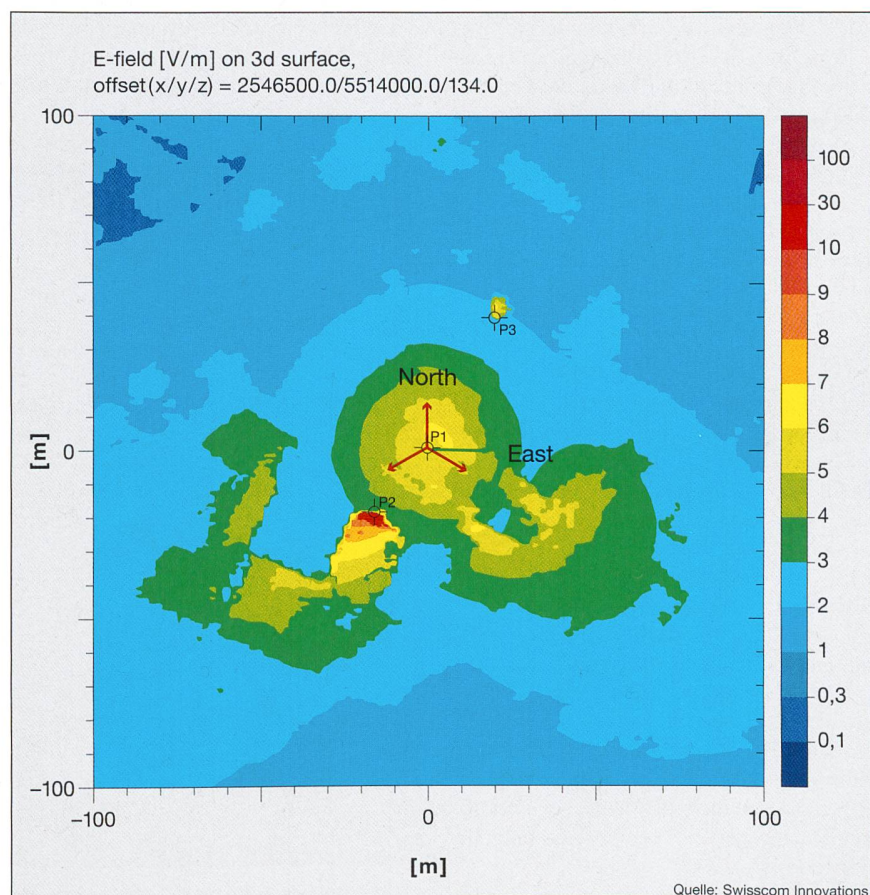 E-field [V/m] on 3d surface,
offset(x/y/z) = 2546500.0/5514000.0/134.0
100
100
30
10
9
8
7
6
5
4
3
2
1
0,3
0,1
P3
North
P1
East
P2
0
[m]
-100
-100
0
100
[m]
Quelle: Swisscom Innovations